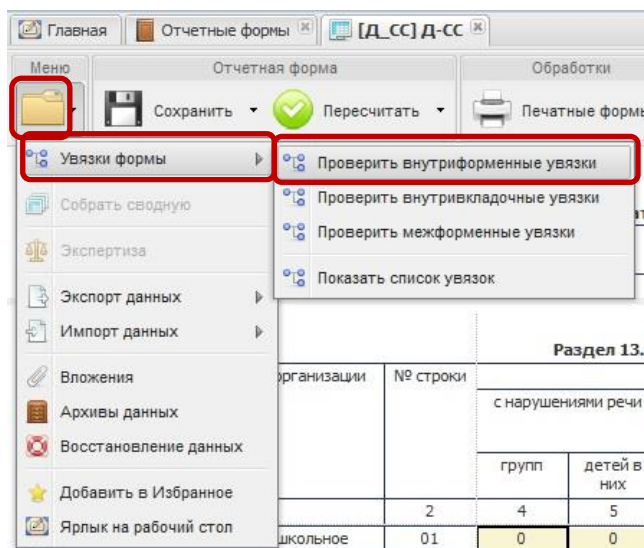 Главная Отчетные формы [Д_СС] Д-СС
Меню Отчетная форма Обработки
Сохранить Пересчитать Печатные формы
Увязки формы Проверить внутриформенные увязки
Проверить внутривкладочные увязки
Собрать сводную
Проверить межформенные увязки
Экспертиза
Показать список увязок
Экспорт данных
Импорт данных
Раздел 13.
Вложения организации № строки
с нарушениями речи
Архивы данных
Восстановление данных
групп детей в
них
Добавить в Избранное
2 4 5
Ярлык на рабочий стол школьное 01 0 0